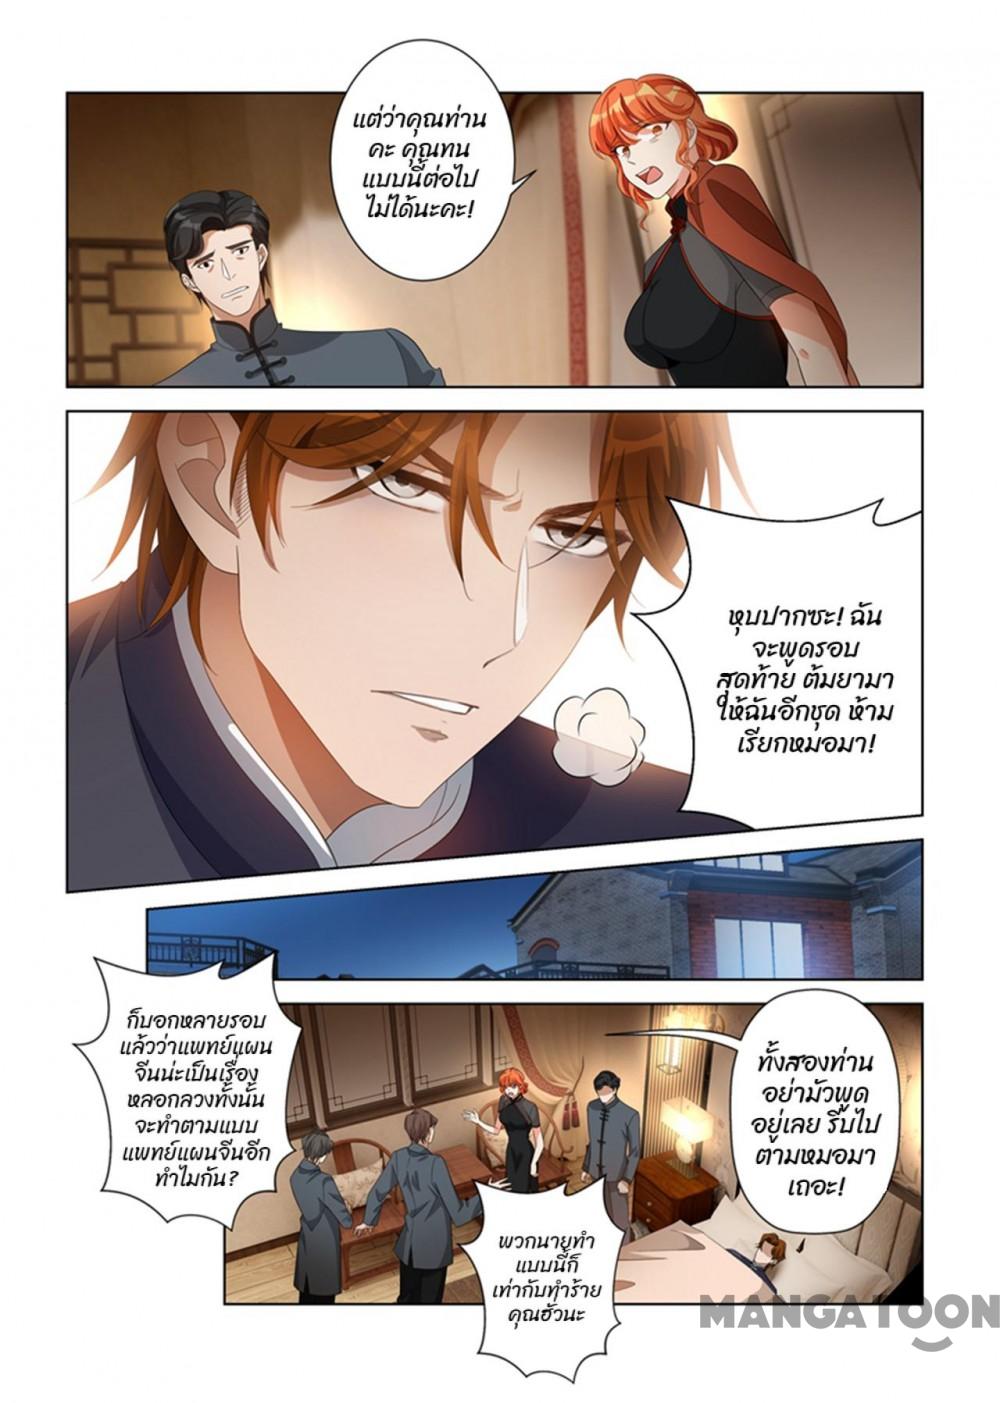 แต่ว่าคุณท่าน
คะ คุณทน
แบบนี้ต่อไป
ไม่ได้นะคะ!
หุบปากซะ! ฉัน
จะพูดรอบ
สุดท้าย ต้มยามา
ให้ฉันอีกชุด ห้าม
เรียกหมอมา!
ก็บอกหลายรอบ
แล้วว่าแพทย์แผน
จีนน่ะเป็นเรื่อง
หลอกลวงทั้งนั้น
จะทำตามแบบ
แพทย์แผนจีนอีก
ทำไมกัน?
ทั้งสองท่าน
อย่ามัวพูด
อยู่เลย รีบไป
ตามหมอมา
เถอะ!
พวกนายทำ
แบบนี้ก็
เท่ากับทำร้าย
คุณฮั่วนะ
MANGATOON